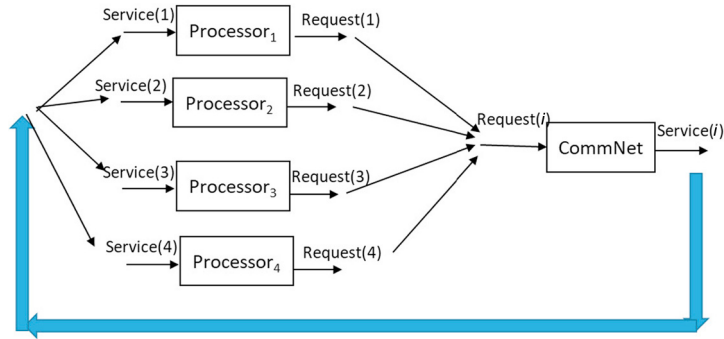 Service(1) Processor1 Request(1)
Service(2) Processor2 Request(2)
Request(i) CommNet Service(i)
Service(3) Processor3 Request(3)
Service(4) Processor4 Request(4)